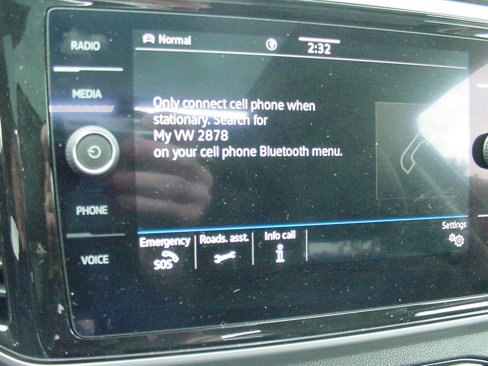 RADIO
Normal
2:32
MEDIA
Only connect cell phone when
stationary. Search for
My VW 2878
on your cell phone Bluetooth menu.
PHONE
Settings
Emergency
Roads. asst.
Info call
SOS
VOICE